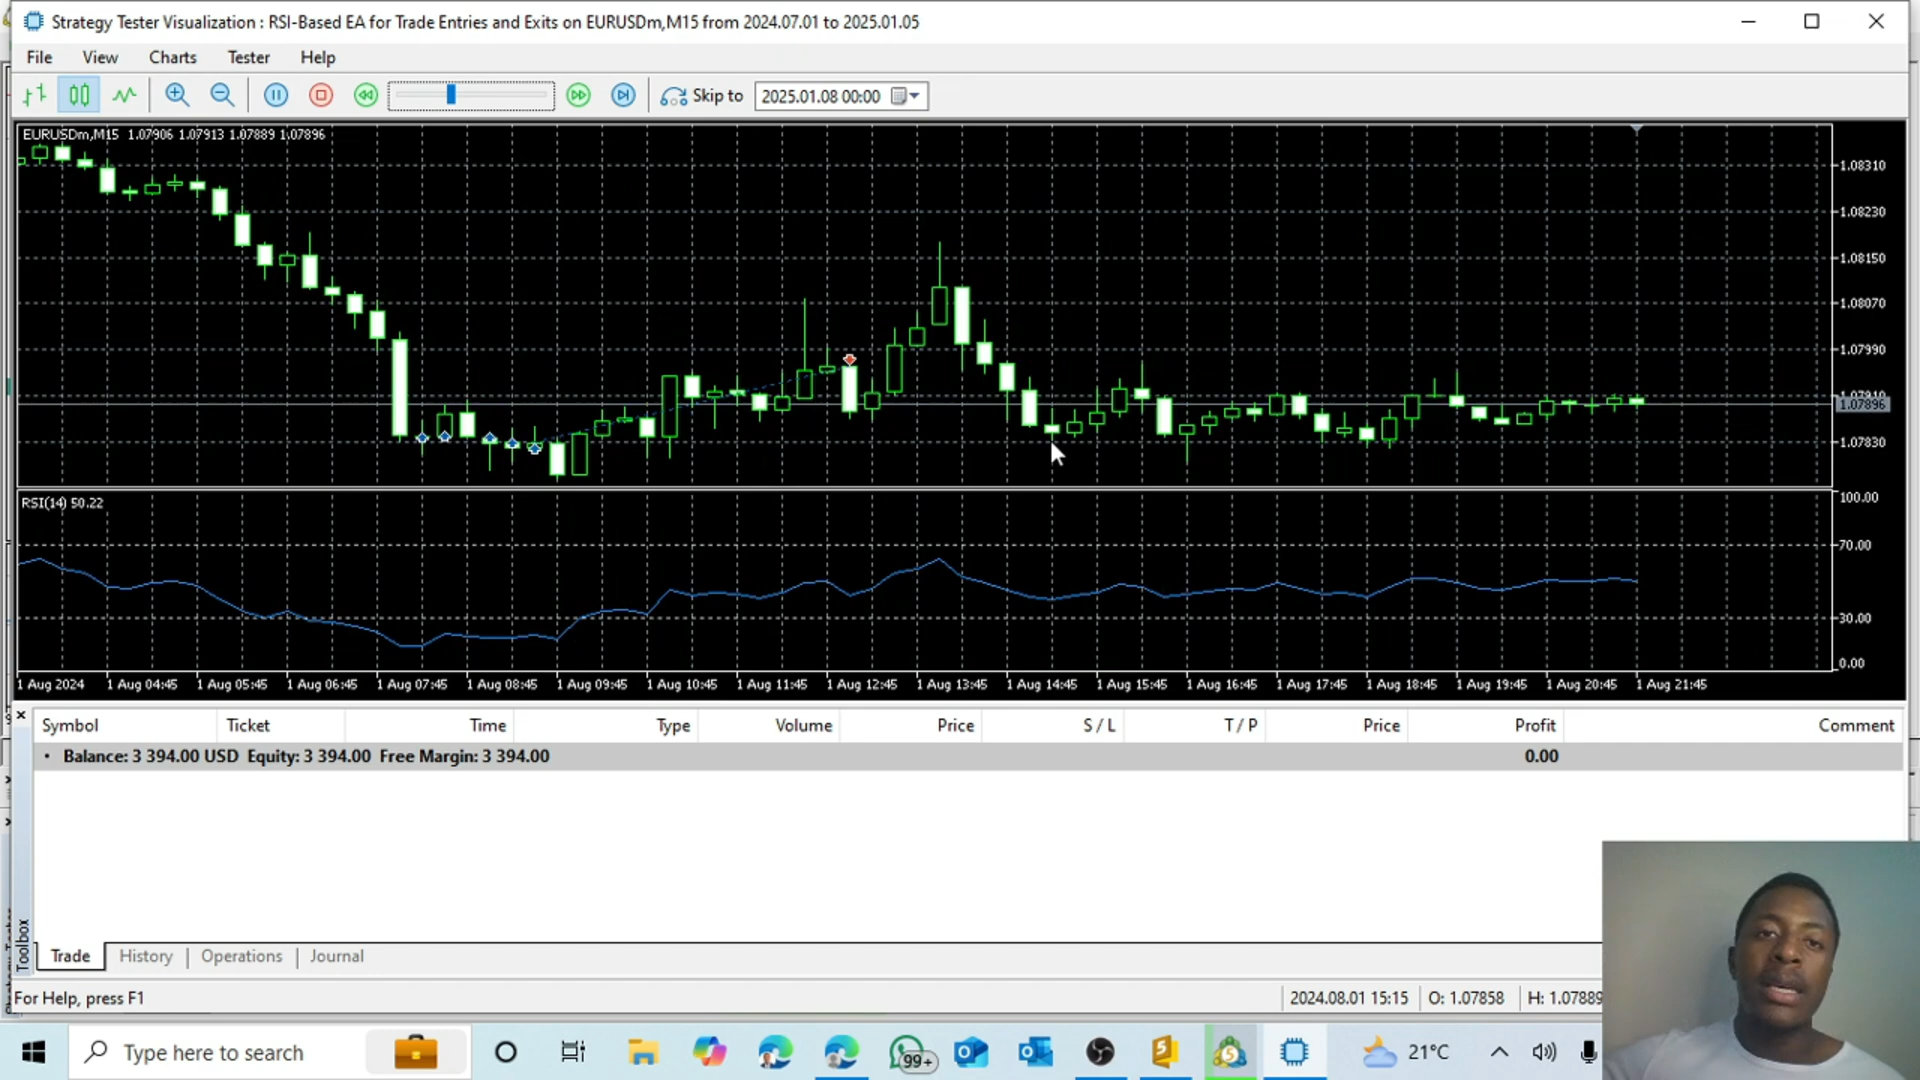 Strategy Tester Visualization : RSI-Based EA for Trade Entries and Exits on EURUSDm,M15 from 2024.07.01 to 2025.01.05
File View Charts Tester Help
Skip to 2025.01.08 00:00
EURUSDm,M15 1.07906 1.07913 1.07889 1.07896
1.08310
1.08230
1.08150
1.08070
1.07990
1.07910
1.07896
1.07830
RSI(14) 50.22
100.00
70.00
30.00
0.00
1 Aug 2024 1 Aug 04:45 1 Aug 05:45 1 Aug 06:45 1 Aug 07:45 1 Aug 08:45 1 Aug 09:45 1 Aug 10:45 1 Aug 11:45 1 Aug 12:45 1 Aug 13:45 1 Aug 14:45 1 Aug 15:45 1 Aug 16:45 1 Aug 17:45 1 Aug 18:45 1 Aug 19:45 1 Aug 20:45 1 Aug 21:45
Symbol Ticket Time Type Volume Price S / L T / P Price Profit Comment
Balance: 3 394.00 USD Equity: 3 394.00 Free Margin: 3 394.00 0.00
Toolbox
Trade History Operations Journal
For Help, press F1 2024.08.01 15:15 O: 1.07858 H: 1.07889
Type here to search 99+ 21°C